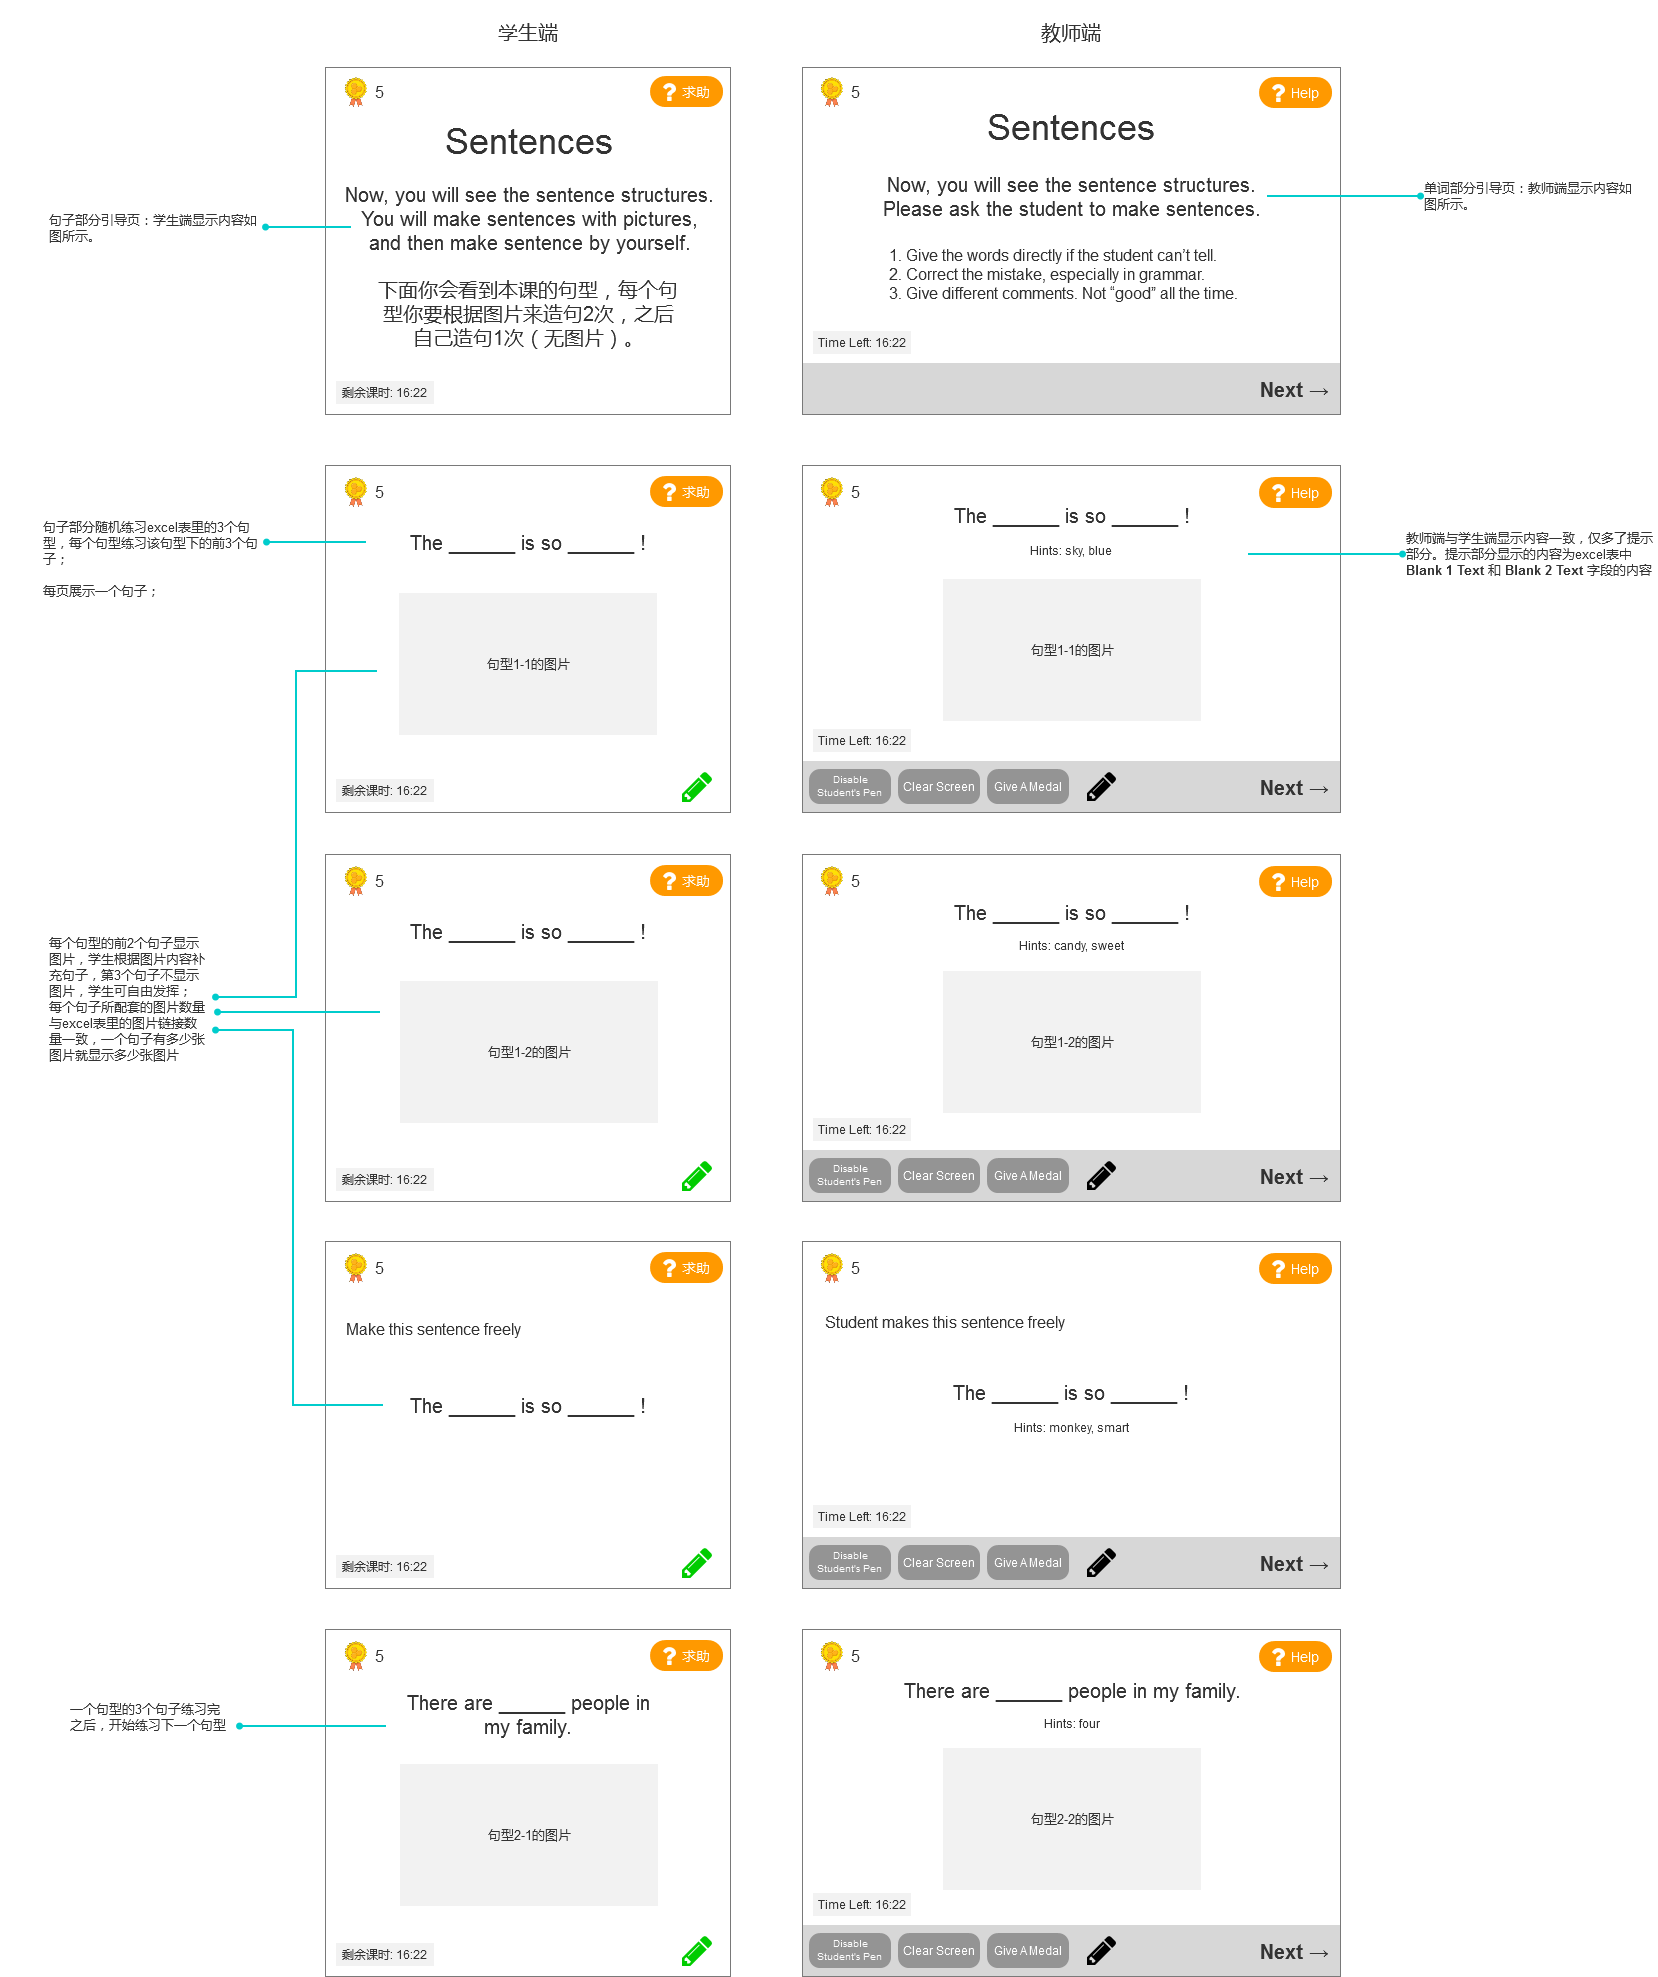 学生端
教师端
5
求助
Sentences
Now, you will see the sentence structures.
You will make sentences with pictures,
and then make sentence by yourself.
下面你会看到本课的句型，每个句
型你要根据图片来造句2次，之后
自己造句1次（无图片）。
剩余课时: 16:22
句子部分引导页：学生端显示内容如
图所示。
5
Help
Sentences
Now, you will see the sentence structures.
Please ask the student to make sentences.
1. Give the words directly if the student can’t tell.
2. Correct the mistake, especially in grammar.
3. Give different comments. Not “good” all the time.
Time Left: 16:22
Next →
单词部分引导页：教师端显示内容如
图所示。
句子部分随机练习excel表里的3个句
型，每个句型练习该句型下的前3个句
子；
每页展示一个句子；
5
求助
The ______ is so ______ !
句型1-1的图片
剩余课时: 16:22
5
Help
The ______ is so ______ !
Hints: sky, blue
句型1-1的图片
Time Left: 16:22
Disable
Student's Pen
Clear Screen
Give A Medal
Next →
教师端与学生端显示内容一致，仅多了提示
部分。提示部分显示的内容为excel表中
Blank 1 Text 和 Blank 2 Text 字段的内容
每个句型的前2个句子显示
图片，学生根据图片内容补
充句子，第3个句子不显示
图片，学生可自由发挥；
每个句子所配套的图片数量
与excel表里的图片链接数
量一致，一个句子有多少张
图片就显示多少张图片
5
求助
The ______ is so ______ !
句型1-2的图片
剩余课时: 16:22
5
Help
The ______ is so ______ !
Hints: candy, sweet
句型1-2的图片
Time Left: 16:22
Disable
Student's Pen
Clear Screen
Give A Medal
Next →
5
求助
Make this sentence freely
The ______ is so ______ !
剩余课时: 16:22
5
Help
Student makes this sentence freely
The ______ is so ______ !
Hints: monkey, smart
Time Left: 16:22
Disable
Student's Pen
Clear Screen
Give A Medal
Next →
一个句型的3个句子练习完
之后，开始练习下一个句型
5
求助
There are ______ people in
my family.
句型2-1的图片
剩余课时: 16:22
5
Help
There are ______ people in my family.
Hints: four
句型2-2的图片
Time Left: 16:22
Disable
Student's Pen
Clear Screen
Give A Medal
Next →